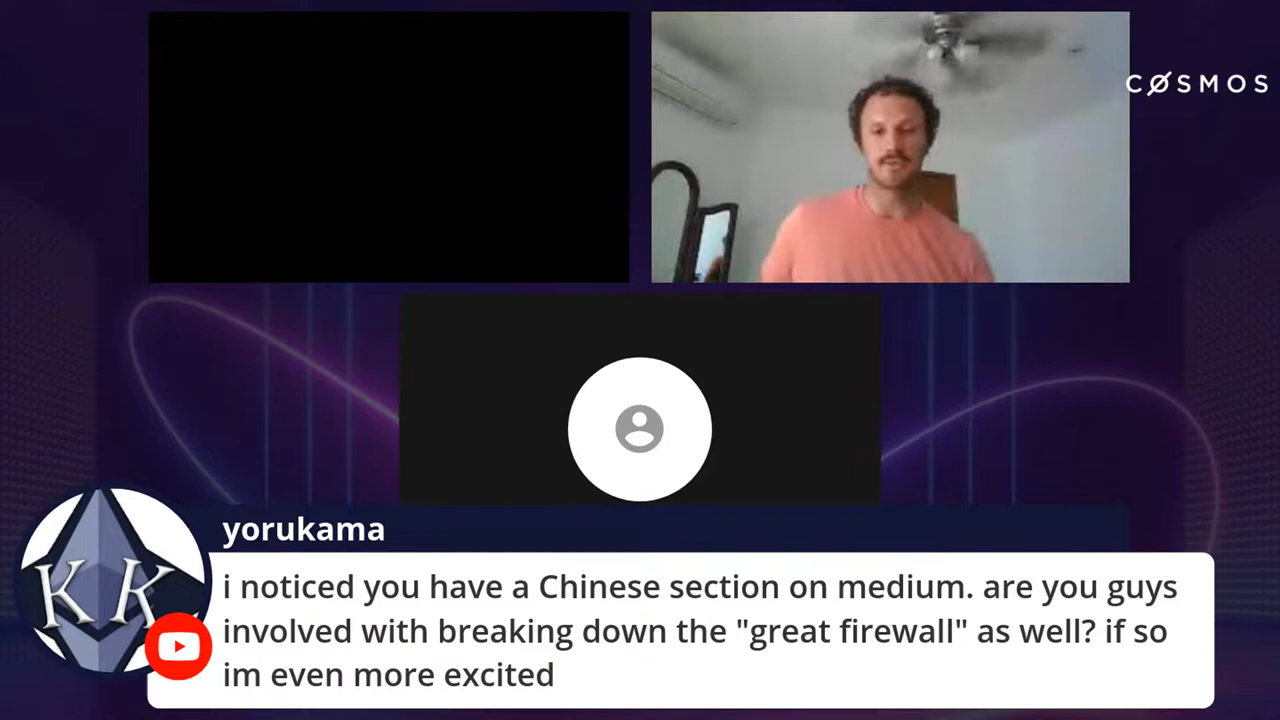 CØSMOS
yorukama
KK
i noticed you have a Chinese section on medium. are you guys
involved with breaking down the "great firewall" as well? if so
im even more excited